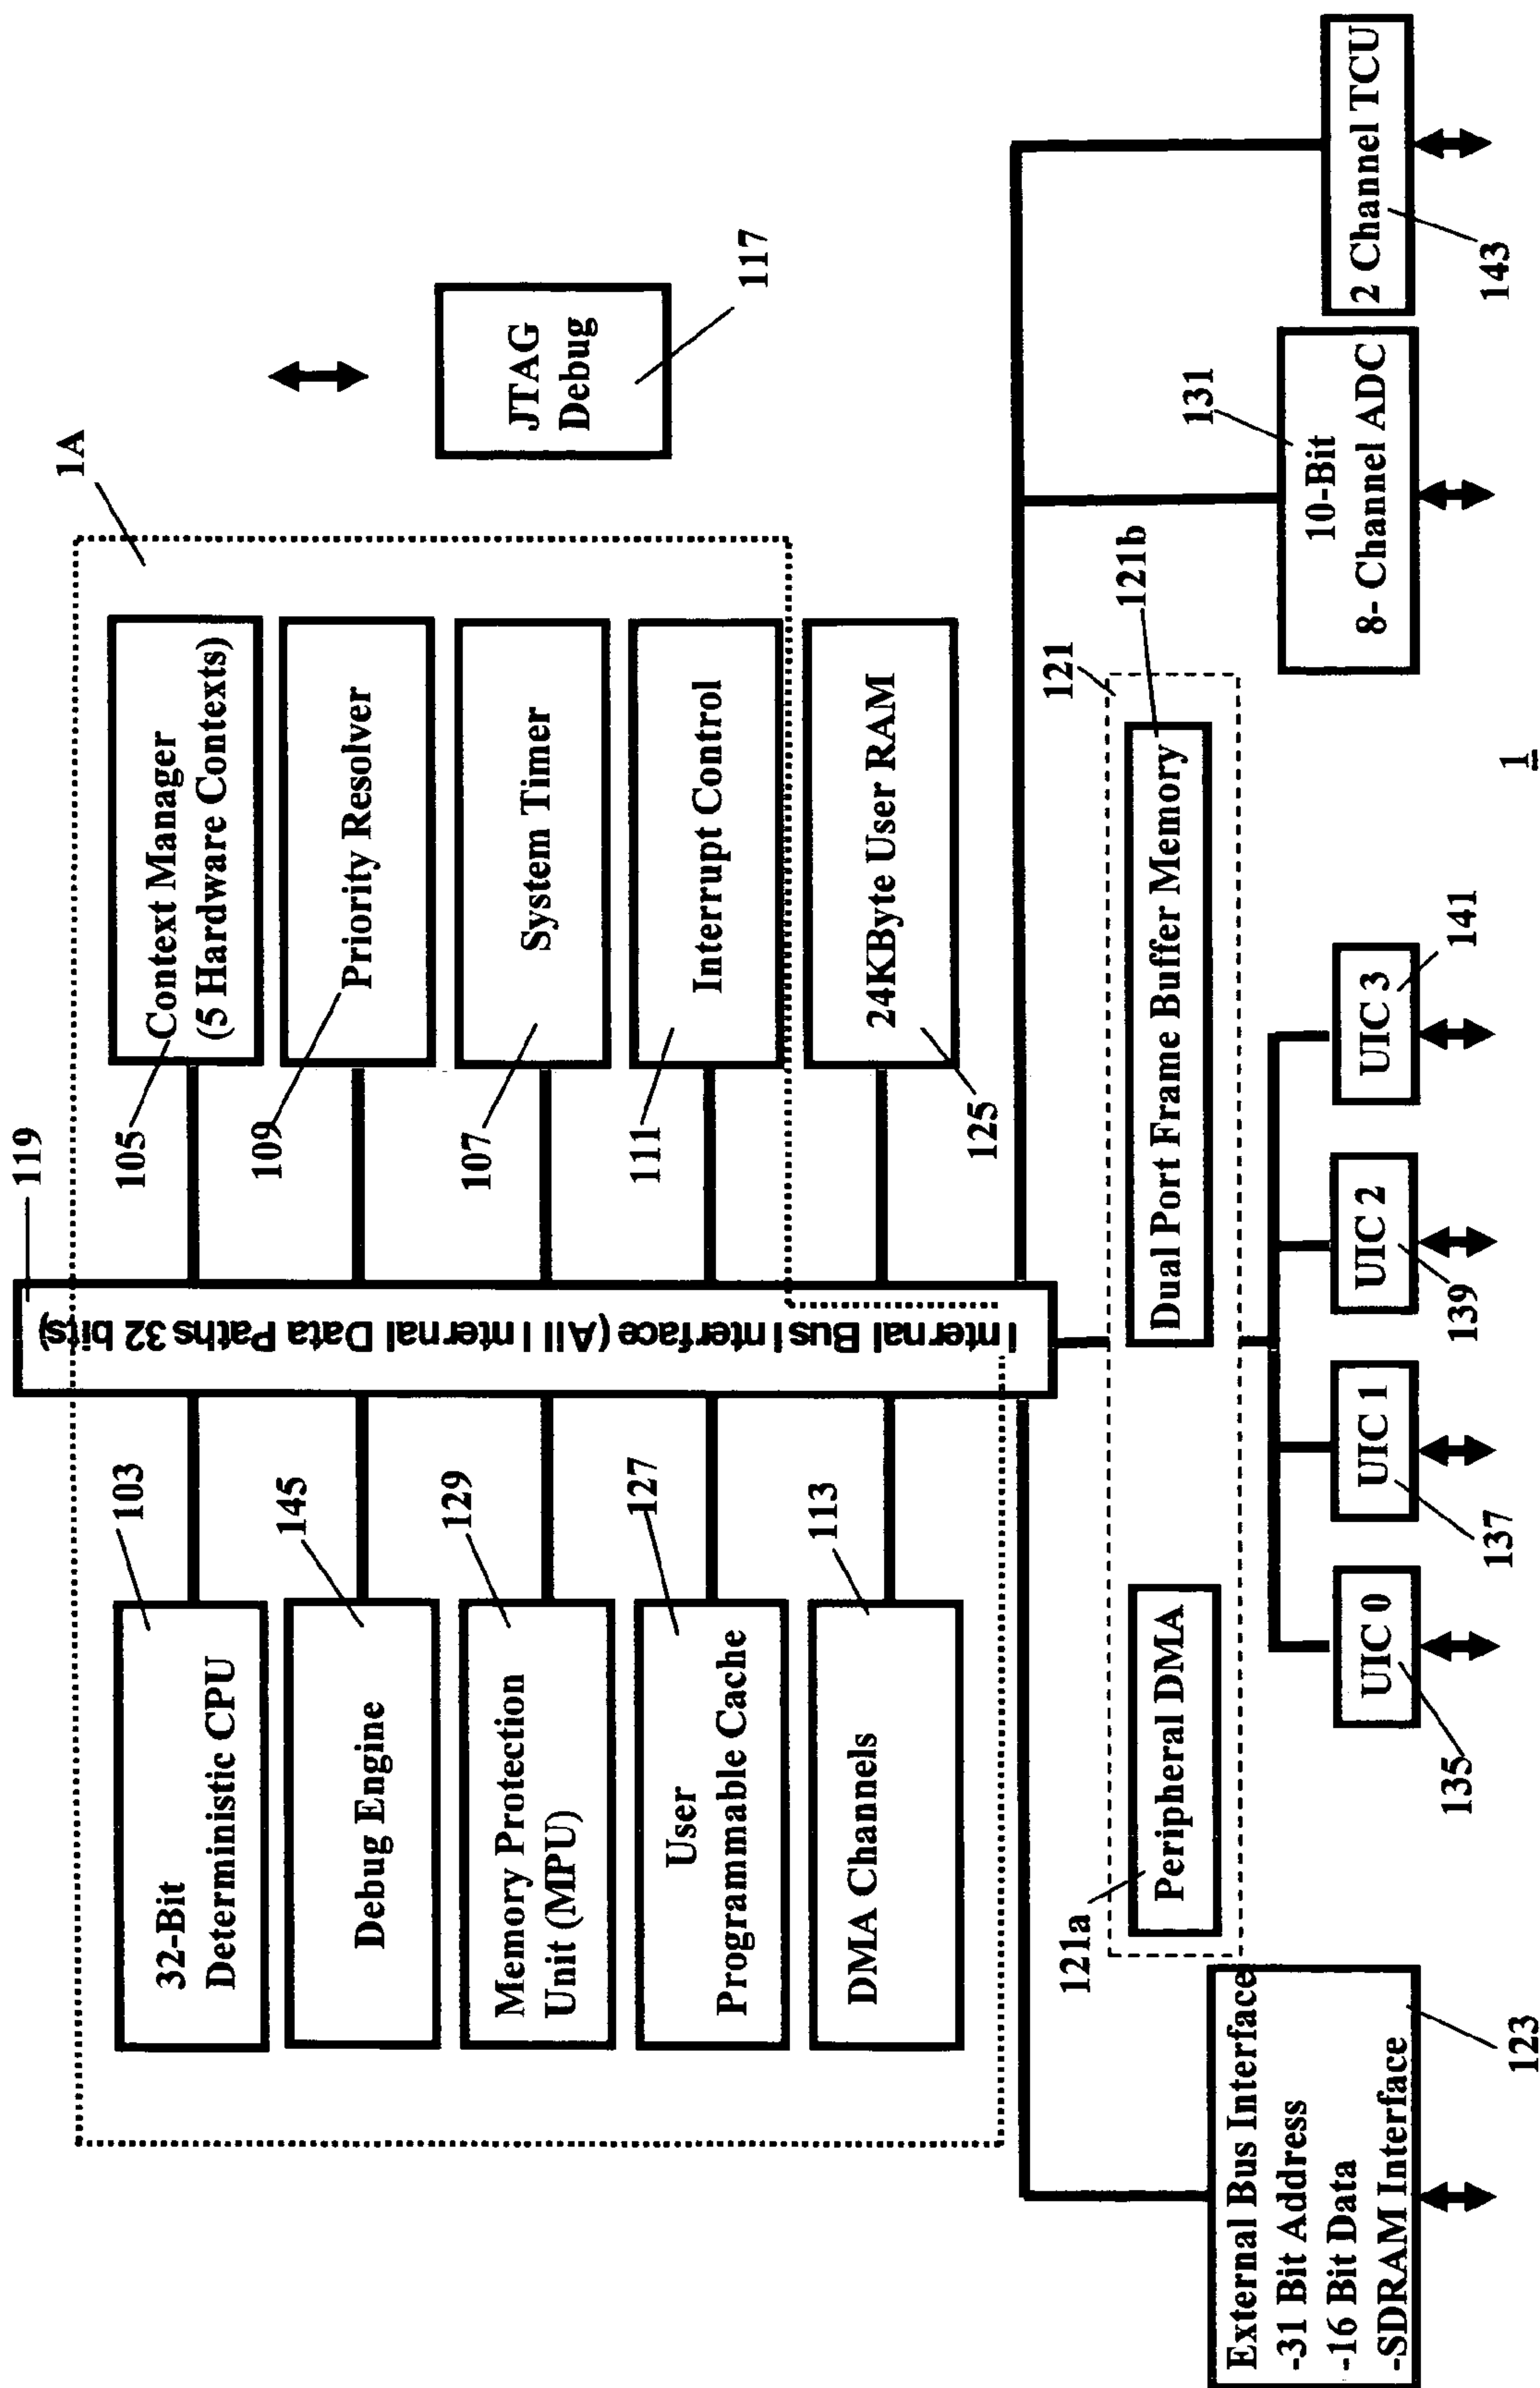 119
1A
103
32-Bit
Deterministic CPU
105
Context Manager
(5 Hardware Contexts)
145
Debug Engine
109
Priority Resolver
129
Memory Protection
Unit (MPU)
107
System Timer
127
User
Programmable Cache
111
Interrupt Control
113
DMA Channels
125
24KByte User RAM
Internal Bus Interface (All Internal Data Paths 32 bits)
JTAG
Debug
117
121
121a
Peripheral DMA
121b
Dual Port Frame Buffer Memory
External Bus Interface
-31 Bit Address
-16 Bit Data
-SDRAM Interface
123
UIC 0
135
UIC 1
137
UIC 2
139
UIC 3
141
131
10-Bit
8- Channel ADC
2 Channel TCU
143
1